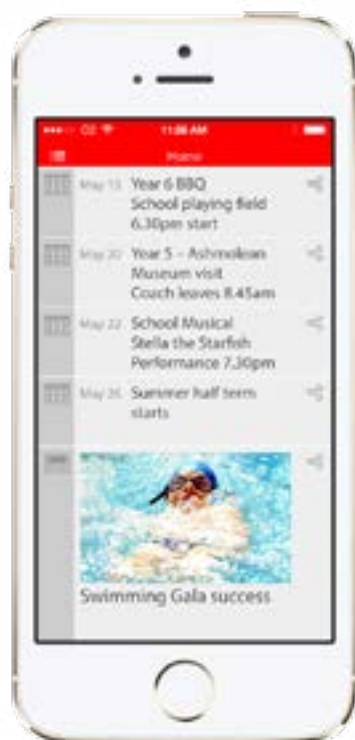 O2 11:06 AM
Home
May 13 Year 6 BBQ
School playing field
6.30pm start
May 20 Year 5 – Ashmolean
Museum visit
Coach leaves 8.45am
May 22 School Musical
Stella the Starfish
Performance 7.30pm
May 26 Summer half term
starts
Swimming Gala success